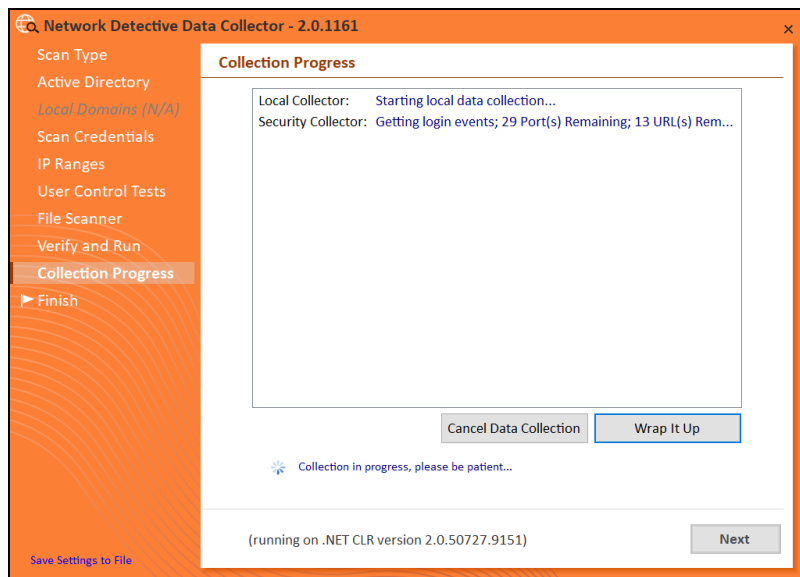 Network Detective Data Collector - 2.0.1161
Scan Type
Active Directory
Local Domains (N/A)
Scan Credentials
IP Ranges
User Control Tests
File Scanner
Verify and Run
Collection Progress
Finish
Save Settings to File
Collection Progress
Local Collector: Starting local data collection...
Security Collector: Getting login events; 29 Port(s) Remaining; 13 URL(s) Rem...
Cancel Data Collection Wrap It Up
Collection in progress, please be patient...
(running on .NET CLR version 2.0.50727.9151) Next